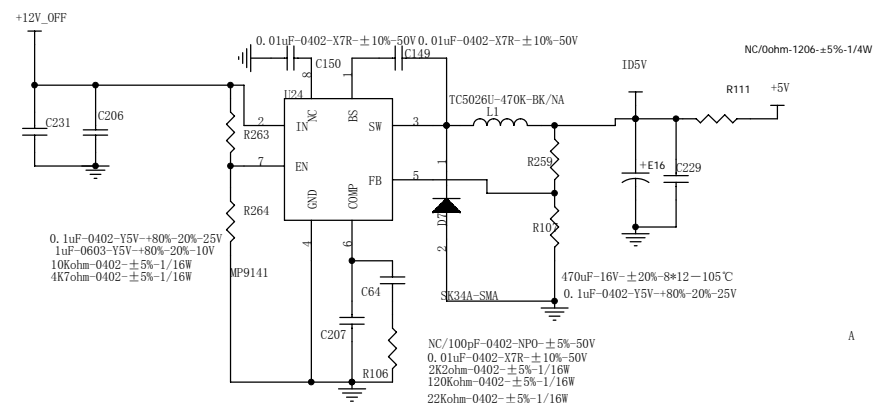 +12V_OFF
0.01uF-0402-X7R-±10%-50V
0.01uF-0402-X7R-±10%-50V
C150
C149
NC/0ohm-1206-±5%-1/4W
ID5V
R111
+5V
8
1
U24
TC5026U-470K-BK/NA
L1
C231
C206
R263
2
IN
NC
BS
SW
3
7
EN
FB
5
1
R259
+E16
C229
R264
GND
COMP
D7
R107
4
6
2
0.1uF-0402-Y5V-+80%-20%-25V
1uF-0603-Y5V-+80%-20%-10V
10Kohm-0402-±5%-1/16W
4K7ohm-0402-±5%-1/16W
MP9141
C64
SK34A-SMA
470uF-16V-±20%-8*12-105℃
0.1uF-0402-Y5V-+80%-20%-25V
C207
R106
A
NC/100pF-0402-NPO-±5%-50V
0.01uF-0402-X7R-±10%-50V
2K2ohm-0402-±5%-1/16W
120Kohm-0402-±5%-1/16W
22Kohm-0402-±5%-1/16W